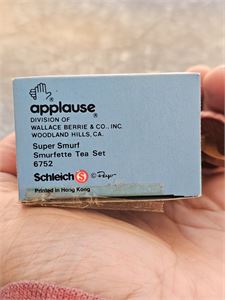 applause®
DIVISION OF
WALLACE BERRIE & CO., INC.
WOODLAND HILLS, CA.
Super Smurf
Smurfette Tea Set
6752
Schleich S © Peyo
Printed in Hong Kong